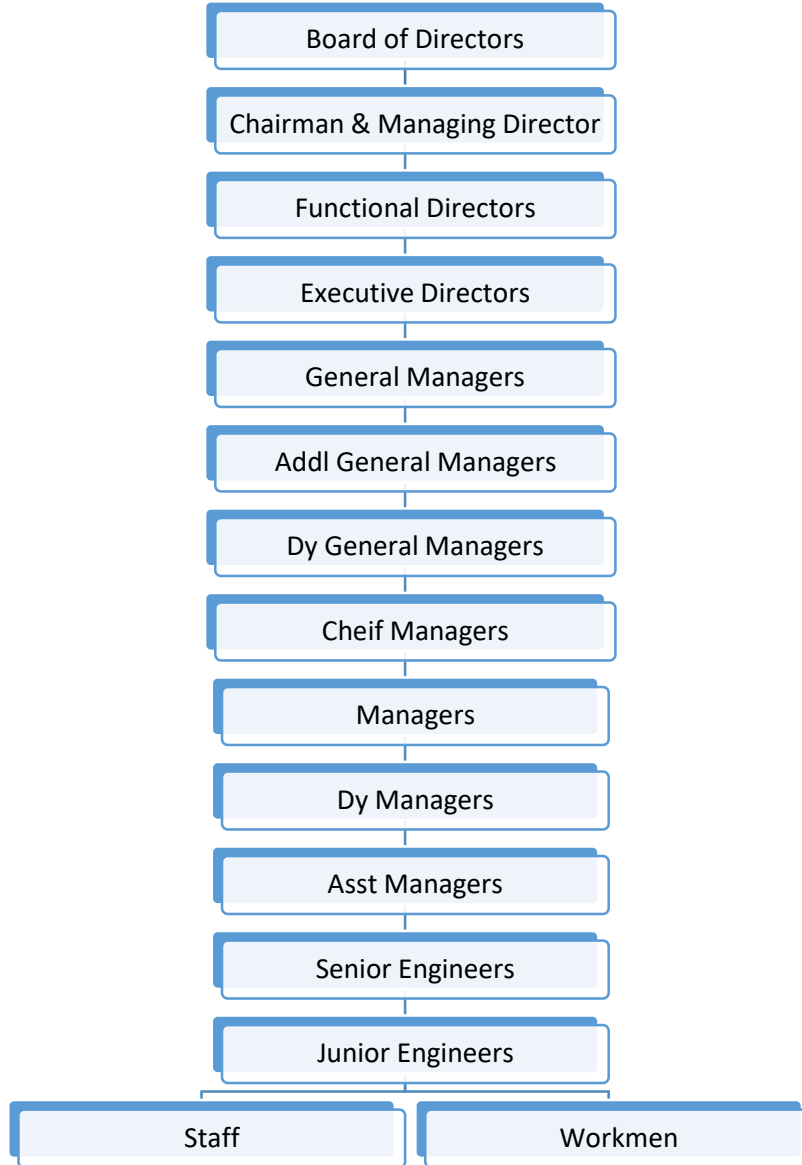 Board of Directors
Chairman & Managing Director
Functional Directors
Executive Directors
General Managers
Addl General Managers
Dy General Managers
Cheif Managers
Managers
Dy Managers
Asst Managers
Senior Engineers
Junior Engineers
Staff
Workmen